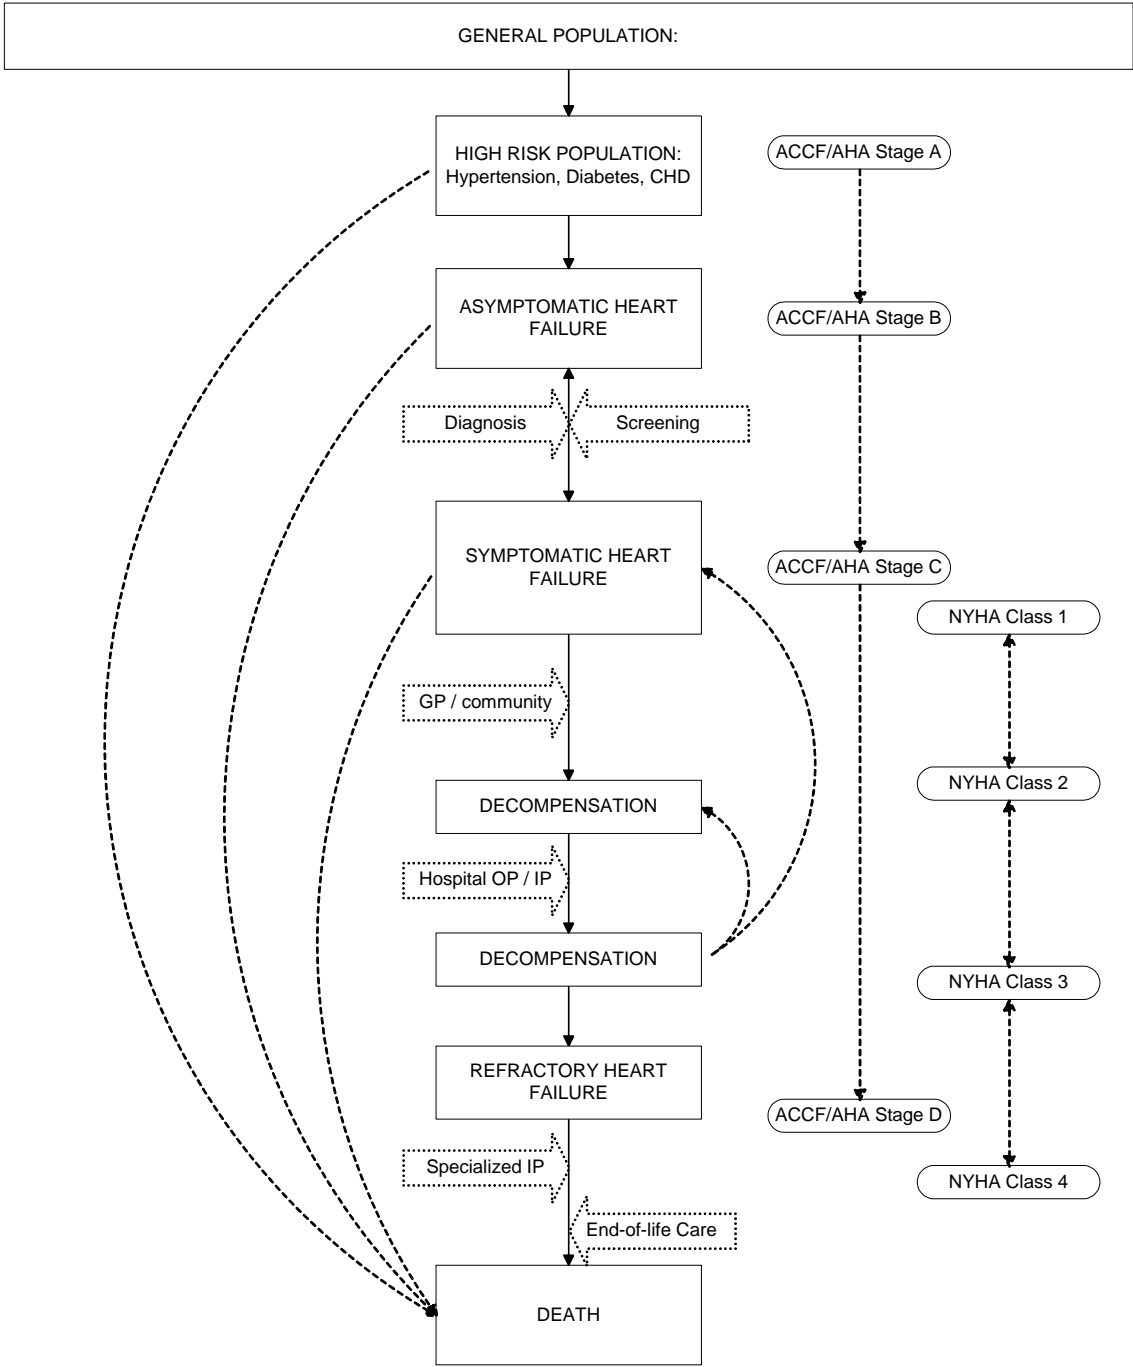 GENERAL POPULATION:
HIGH RISK POPULATION:
Hypertension, Diabetes, CHD
ACCF/AHA Stage A
ASYMPTOMATIC HEART
FAILURE
ACCF/AHA Stage B
Diagnosis
Screening
SYMPTOMATIC HEART
FAILURE
ACCF/AHA Stage C
NYHA Class 1
GP / community
NYHA Class 2
DECOMPENSATION
Hospital OP / IP
DECOMPENSATION
NYHA Class 3
REFRACTORY HEART
FAILURE
ACCF/AHA Stage D
Specialized IP
NYHA Class 4
End-of-life Care
DEATH